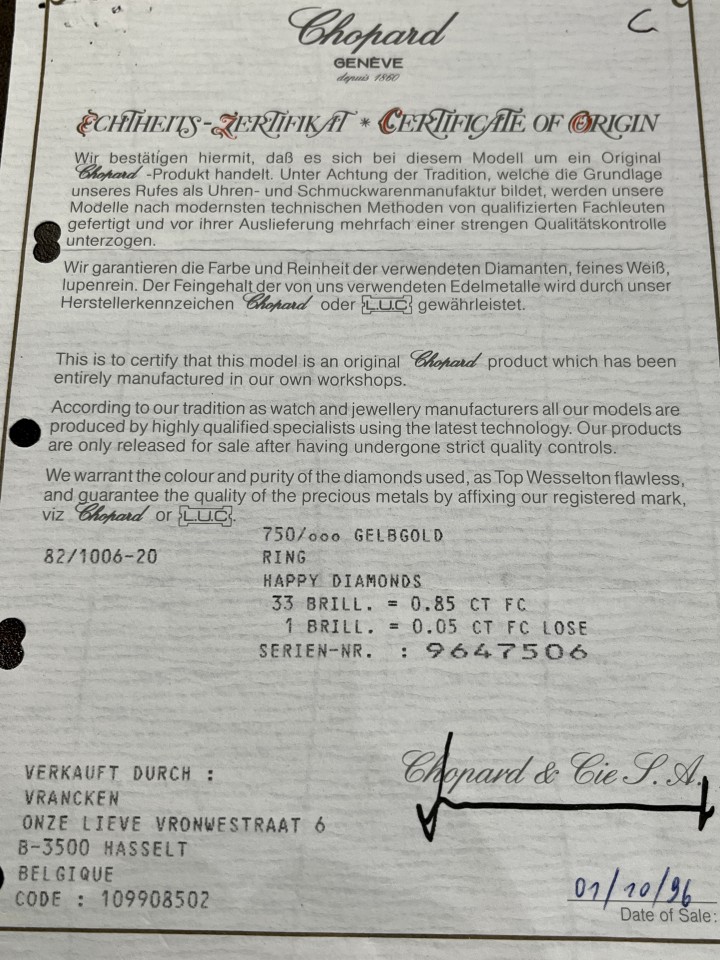 Chopard
C
GENÈVE
depuis 1860
ECHTHEITS-ZERTIFIKAT * CERTIFICATE OF ORIGIN
Wir bestätigen hiermit, daß es sich bei diesem Modell um ein Original
Chopard-Produkt handelt. Unter Achtung der Tradition, welche die Grundlage
unseres Rufes als Uhren- und Schmuckwarenmanufaktur bildet, werden unsere
Modelle nach modernsten technischen Methoden von qualifizierten Fachleuten
gefertigt und vor ihrer Auslieferung mehrfach einer strengen Qualitätskontrolle
unterzogen.
Wir garantieren die Farbe und Reinheit der verwendeten Diamanten, feines Weiß,
lupenrein. Der Feingehalt der von uns verwendeten Edelmetalle wird durch unser
Herstellerkennzeichen Chopard oder L.U.C gewährleistet.
This is to certify that this model is an original Chopard product which has been
entirely manufactured in our own workshops.
According to our tradition as watch and jewellery manufacturers all our models are
produced by highly qualified specialists using the latest technology. Our products
are only released for sale after having undergone strict quality controls.
We warrant the colour and purity of the diamonds used, as Top Wesselton flawless,
and guarantee the quality of the precious metals by affixing our registered mark,
viz Chopard or L.U.C.
750/ooo GELBGOLD
82/1006-20 RING
HAPPY DIAMONDS
33 BRILL. = 0.85 CT FC
1 BRILL. = 0.05 CT FC LOSE
SERIEN-NR. : 9647506
Chopard & Cie S.A.
VERKAUFT DURCH :
VRANCKEN
ONZE LIEVE VRONWESTRAAT 6
B-3500 HASSELT
BELGIQUE
CODE : 109908502
01/10/96
Date of Sale: